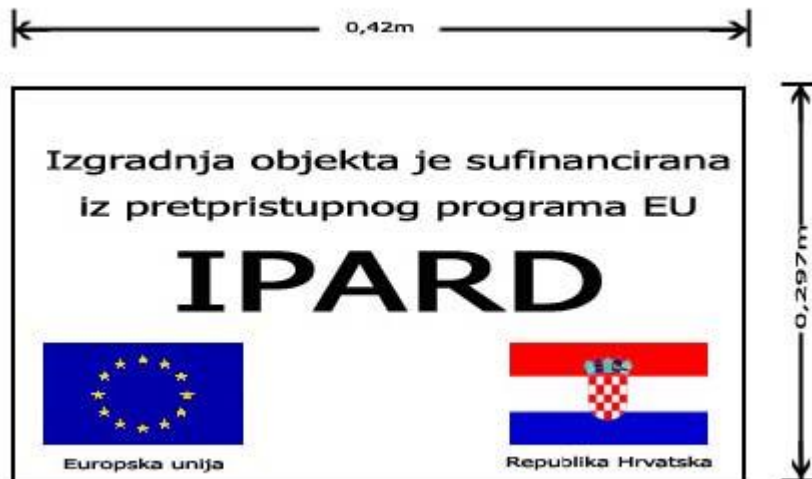 0,42m
Izgradnja objekta je sufinancirana
iz pretpristupnog programa EU
IPARD
0,297m
Europska unija
Republika Hrvatska